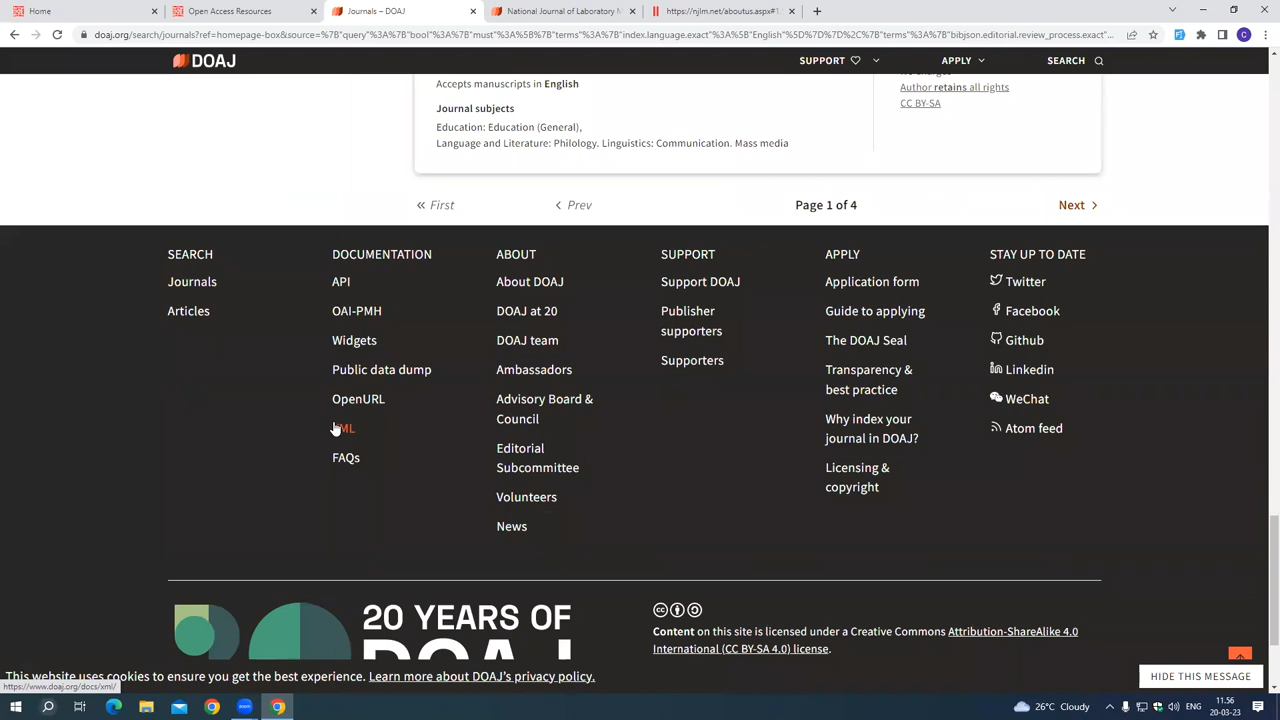 Home
Open Access Resources
Journals – DOAJ
National Journal of Laboratory M
https://njlm.net/aboutus.aspx#1
doaj.org/search/journals?ref=homepage-box&source=%7B"query"%3A%7B"bool"%3A%7B"must"%3A%5B%7B"terms"%3A%7B"index.language.exact"%3A%5B"English"%5D%7D%7D%2C%7B"terms"%3A%7B"bibjson.editorial.review_process.exact"...
DOAJ
SUPPORT
APPLY
SEARCH
Accepts manuscripts in English
Author retains all rights
CC BY-SA
Journal subjects
Education: Education (General),
Language and Literature: Philology. Linguistics: Communication. Mass media
« First
‹ Prev
Page 1 of 4
Next ›
SEARCH
Journals
Articles
DOCUMENTATION
API
OAI-PMH
Widgets
Public data dump
OpenURL
XML
FAQs
ABOUT
About DOAJ
DOAJ at 20
DOAJ team
Ambassadors
Advisory Board &
Council
Editorial
Subcommittee
Volunteers
News
SUPPORT
Support DOAJ
Publisher
supporters
Supporters
APPLY
Application form
Guide to applying
The DOAJ Seal
Transparency &
best practice
Why index your
journal in DOAJ?
Licensing &
copyright
STAY UP TO DATE
Twitter
Facebook
Github
Linkedin
WeChat
Atom feed
20 YEARS OF
DOAJ
Content on this site is licensed under a Creative Commons Attribution-ShareAlike 4.0
International (CC BY-SA 4.0) license.
This website uses cookies to ensure you get the best experience. Learn more about DOAJ's privacy policy.
HIDE THIS MESSAGE
https://www.doaj.org/docs/xml/
26°C Cloudy
ENG
11.56
20-03-23